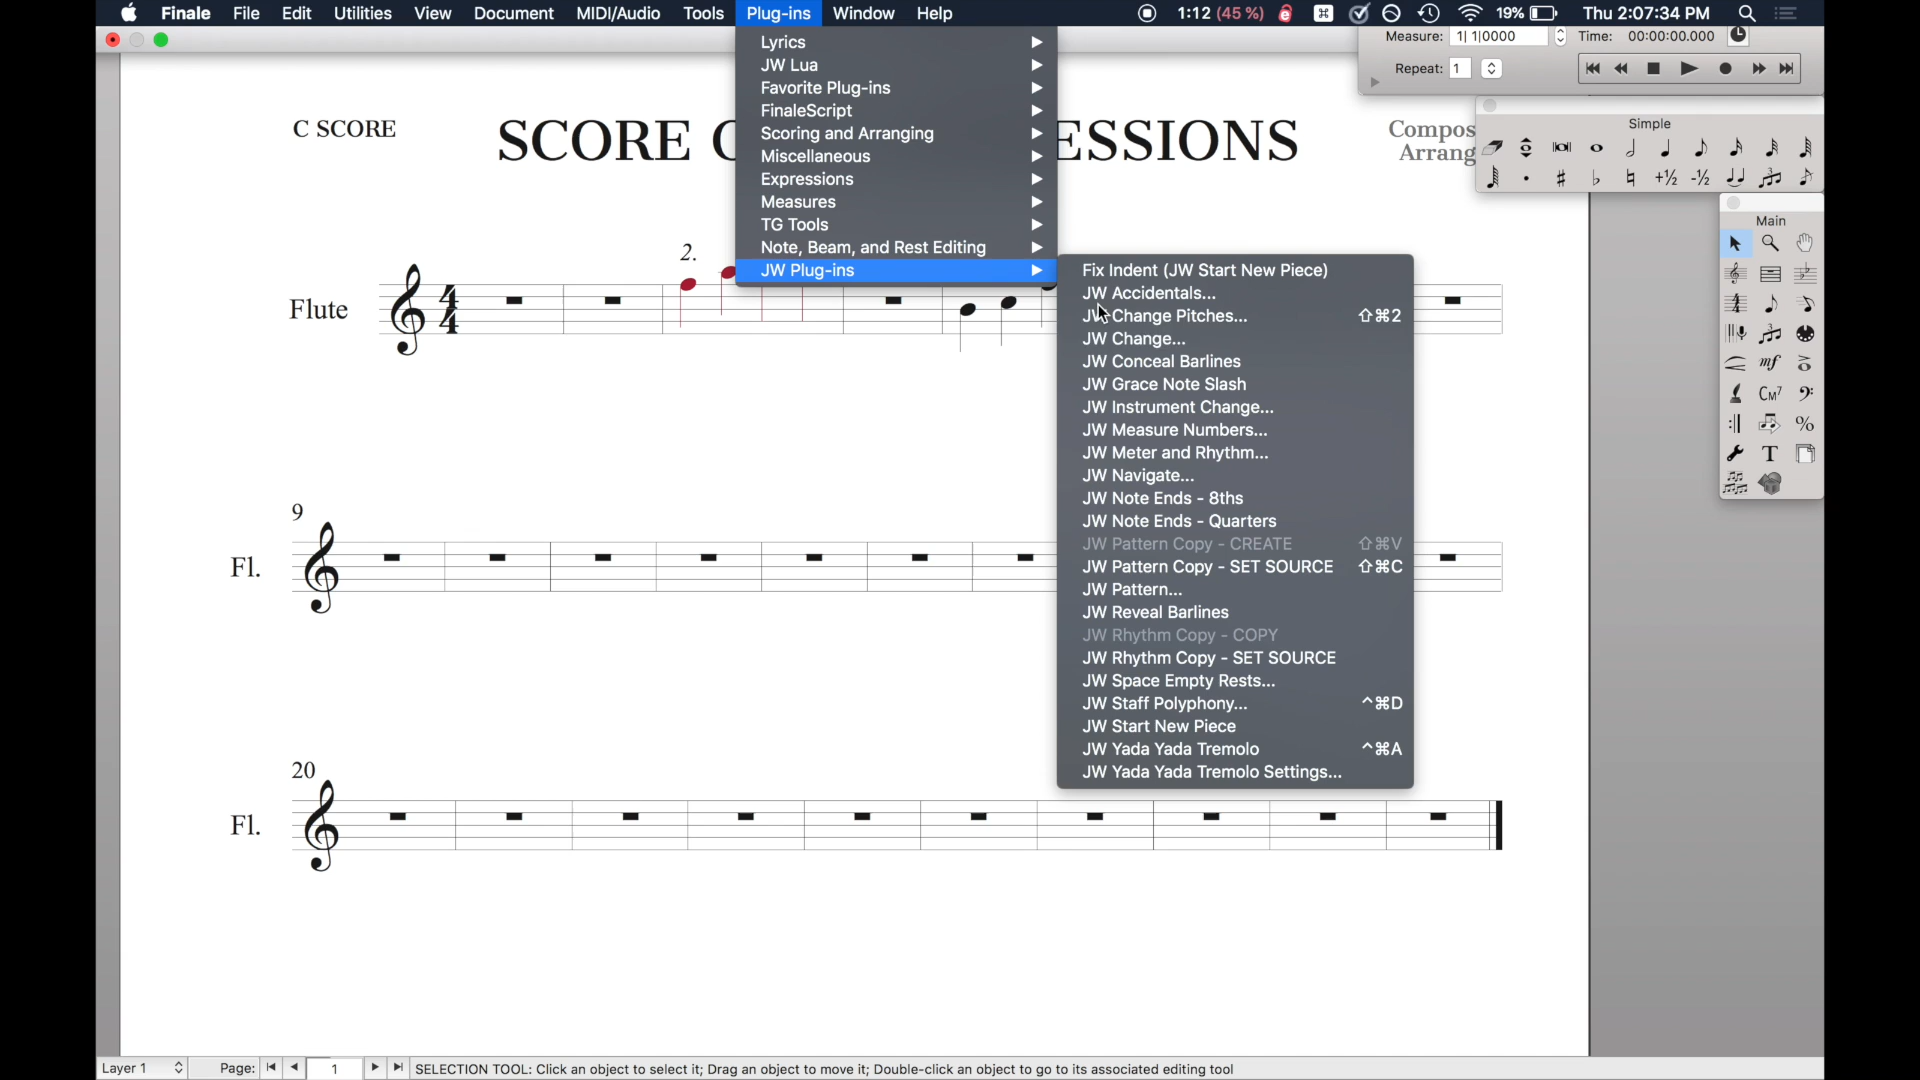 Finale File Edit Utilities View Document MIDI/Audio Tools Plug-ins Window Help 1:12 (45 %) 19% Thu 2:07:34 PM
Measure: 1| 1|0000 Time: 00:00:00.000
Repeat: 1
Lyrics
JW Lua
Favorite Plug-ins
FinaleScript
Scoring and Arranging
Miscellaneous
Expressions
Measures
TG Tools
Note, Beam, and Rest Editing
JW Plug-ins
Fix Indent (JW Start New Piece)
JW Accidentals...
JW Change Pitches... ⇧⌘2
JW Change...
JW Conceal Barlines
JW Grace Note Slash
JW Instrument Change...
JW Measure Numbers...
JW Meter and Rhythm...
JW Navigate...
JW Note Ends - 8ths
JW Note Ends - Quarters
JW Pattern Copy - CREATE ⇧⌘V
JW Pattern Copy - SET SOURCE ⇧⌘C
JW Pattern...
JW Reveal Barlines
JW Rhythm Copy - COPY
JW Rhythm Copy - SET SOURCE
JW Space Empty Rests...
JW Staff Polyphony... ^⌘D
JW Start New Piece
JW Yada Yada Tremolo ^⌘A
JW Yada Yada Tremolo Settings...
C SCORE
SCORE
Simple
+½ -½
Main
mf
CM7
%
T
2.
Flute
4
4
9
Fl.
20
Fl.
Layer 1 Page: 1 SELECTION TOOL: Click an object to select it; Drag an object to move it; Double-click an object to go to its associated editing tool